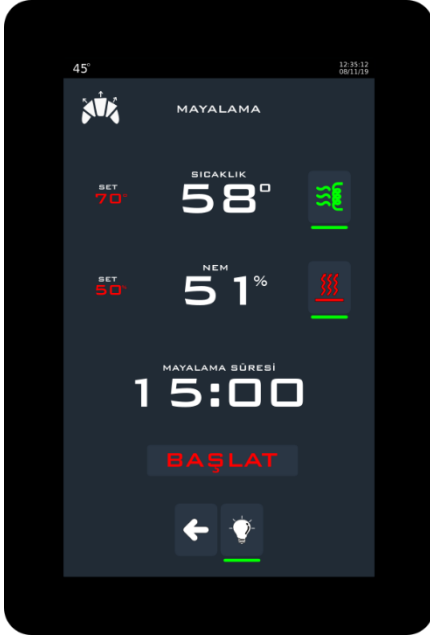 45°
12:35:12
08/11/19
MAYALAMA
SICAKLIK
SET
70°
58°
NEM
SET
50°
51%
MAYALAMA SÜRESİ
15:00
BAŞLAT